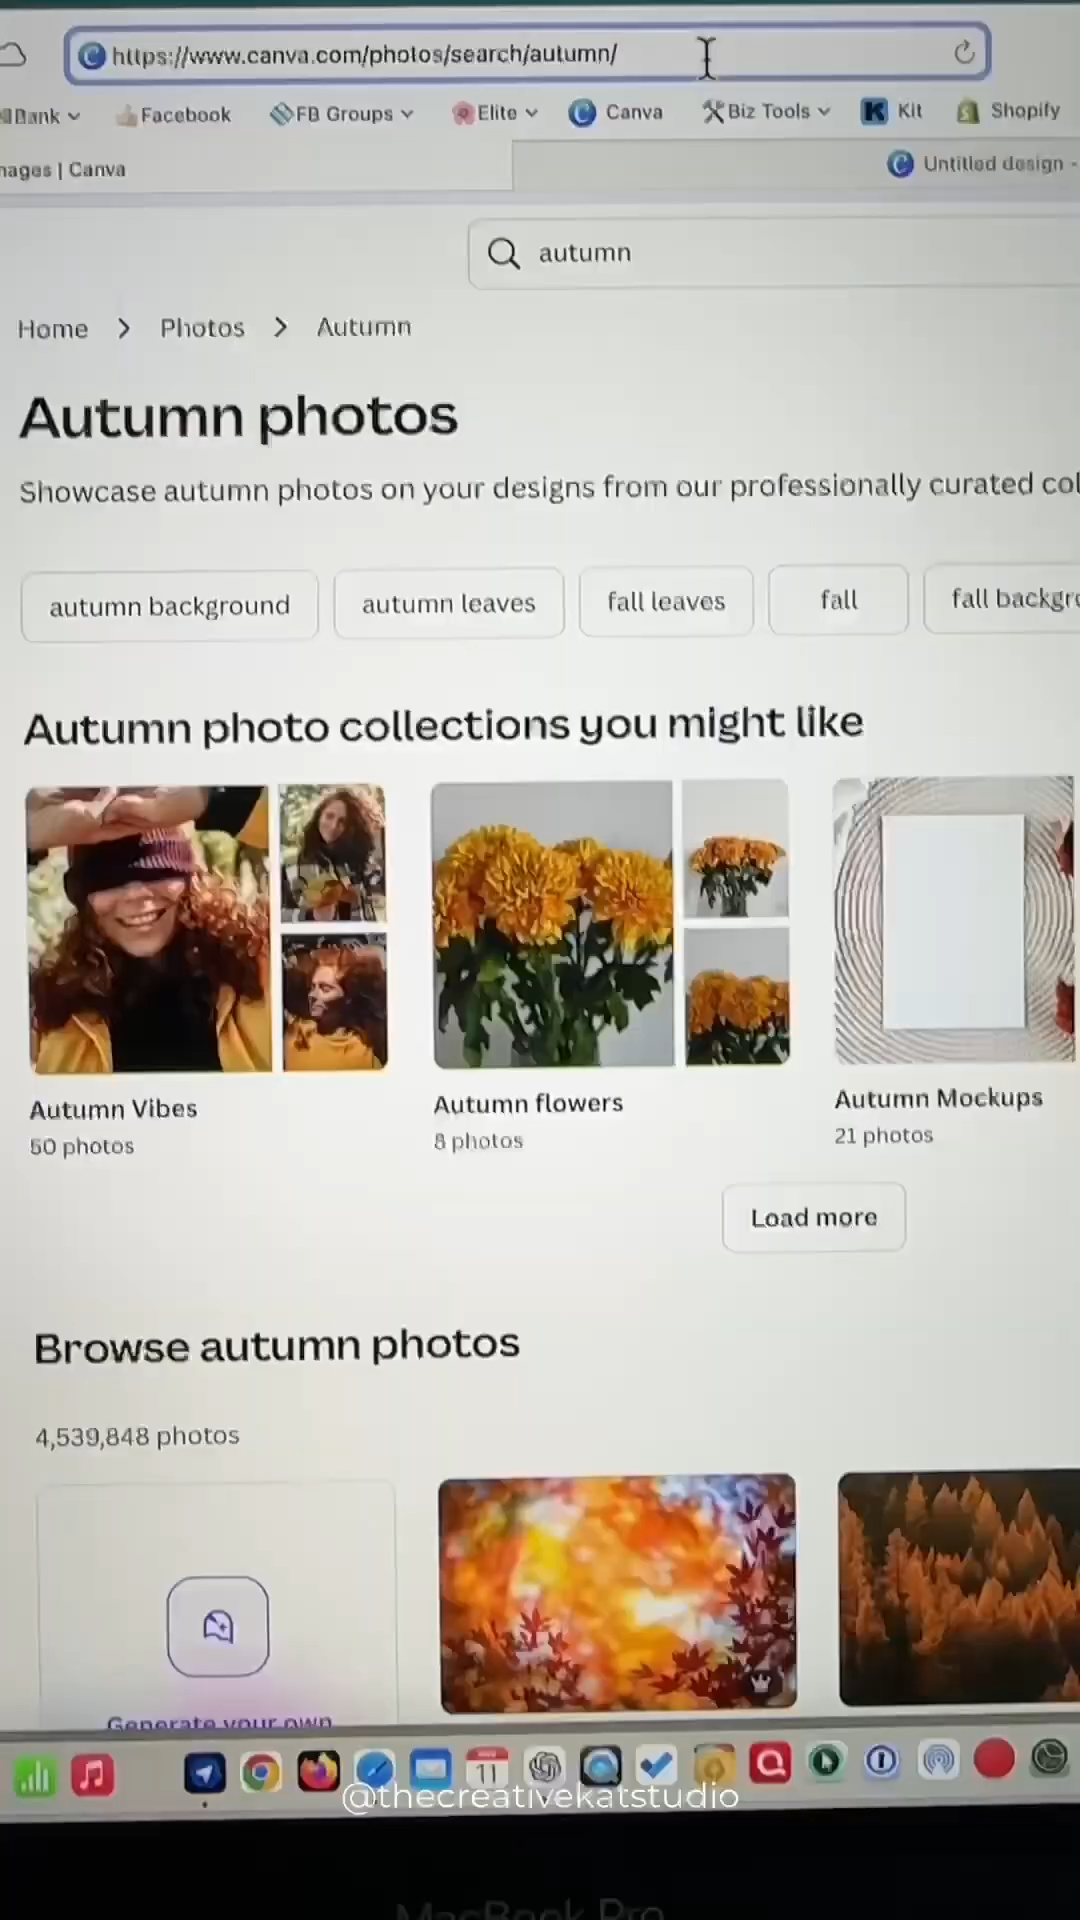 https://www.canva.com/photos/search/autumn/
Bank Facebook FB Groups Elite Canva Biz Tools Kit Shopify
ages | Canva Untitled design -
autumn
Home > Photos > Autumn
Autumn photos
Showcase autumn photos on your designs from our professionally curated col
autumn background autumn leaves fall leaves fall fall backgro
Autumn photo collections you might like
Autumn Vibes Autumn flowers Autumn Mockups
50 photos 8 photos 21 photos
Load more
Browse autumn photos
4,539,848 photos
Generate your own
11
@thecreativekatstudio
MacBook Pro